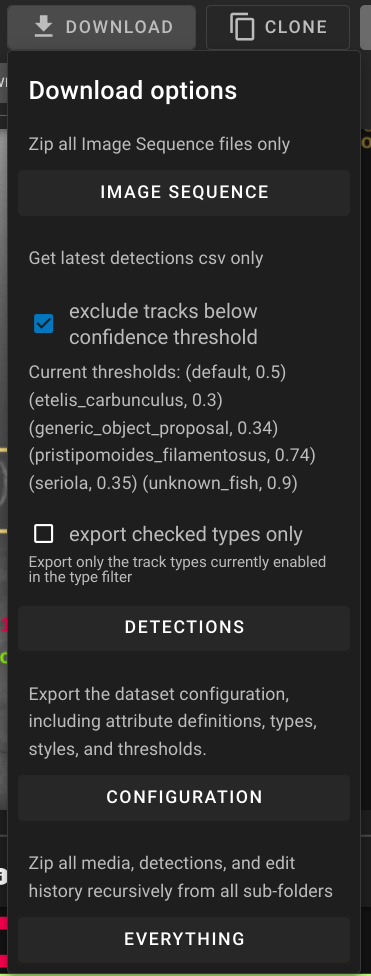 DOWNLOAD
CLONE
Download options
Zip all Image Sequence files only
IMAGE SEQUENCE
Get latest detections csv only
exclude tracks below
confidence threshold
Current thresholds: (default, 0.5)
(etelis_carbunculus, 0.3)
(generic_object_proposal, 0.34)
(pristipomoides_filamentosus, 0.74)
(seriola, 0.35) (unknown_fish, 0.9)
export checked types only
Export only the track types currently enabled
in the type filter
DETECTIONS
Export the dataset configuration,
including attribute definitions, types,
styles, and thresholds.
CONFIGURATION
Zip all media, detections, and edit
history recursively from all sub-folders
EVERYTHING